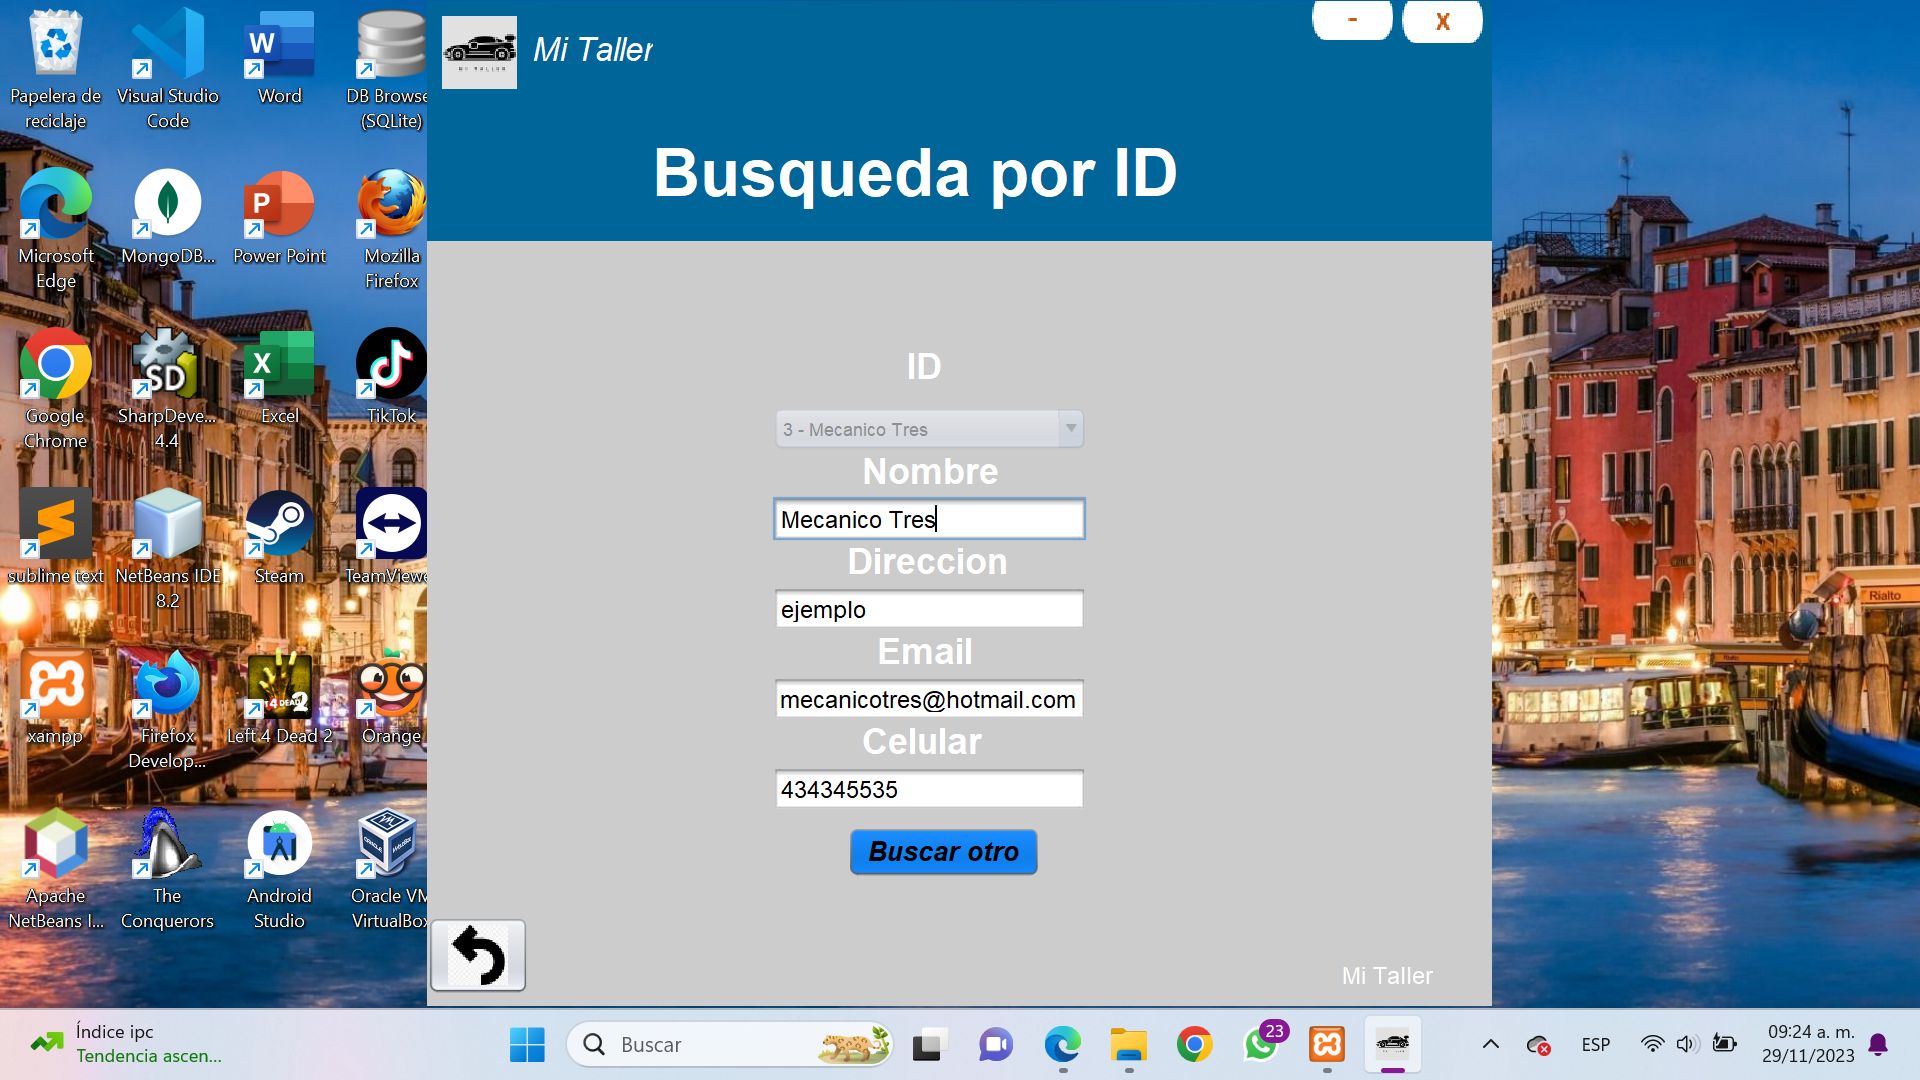 Papelera de
reciclaje
Visual Studio
Code
Word
DB Browse
(SQLite)
Microsoft
Edge
MongoDB...
Power Point
Mozilla
Firefox
Google
Chrome
SharpDeve...
4.4
Excel
TikTok
sublime text
NetBeans IDE
8.2
Steam
TeamViewe
xampp
Firefox
Develop...
Left 4 Dead 2
Orange
Apache
NetBeans I...
The
Conquerors
Android
Studio
Oracle VM
VirtualBox
MI TALLER
Mi Taller
-
X
Busqueda por ID
ID
3 - Mecanico Tres
Nombre
Mecanico Tres
Direccion
ejemplo
Email
mecanicotres@hotmail.com
Celular
434345535
Buscar otro
Mi Taller
Rialto
Índice ipc
Tendencia ascen...
Buscar
23
ESP
09:24 a. m.
29/11/2023